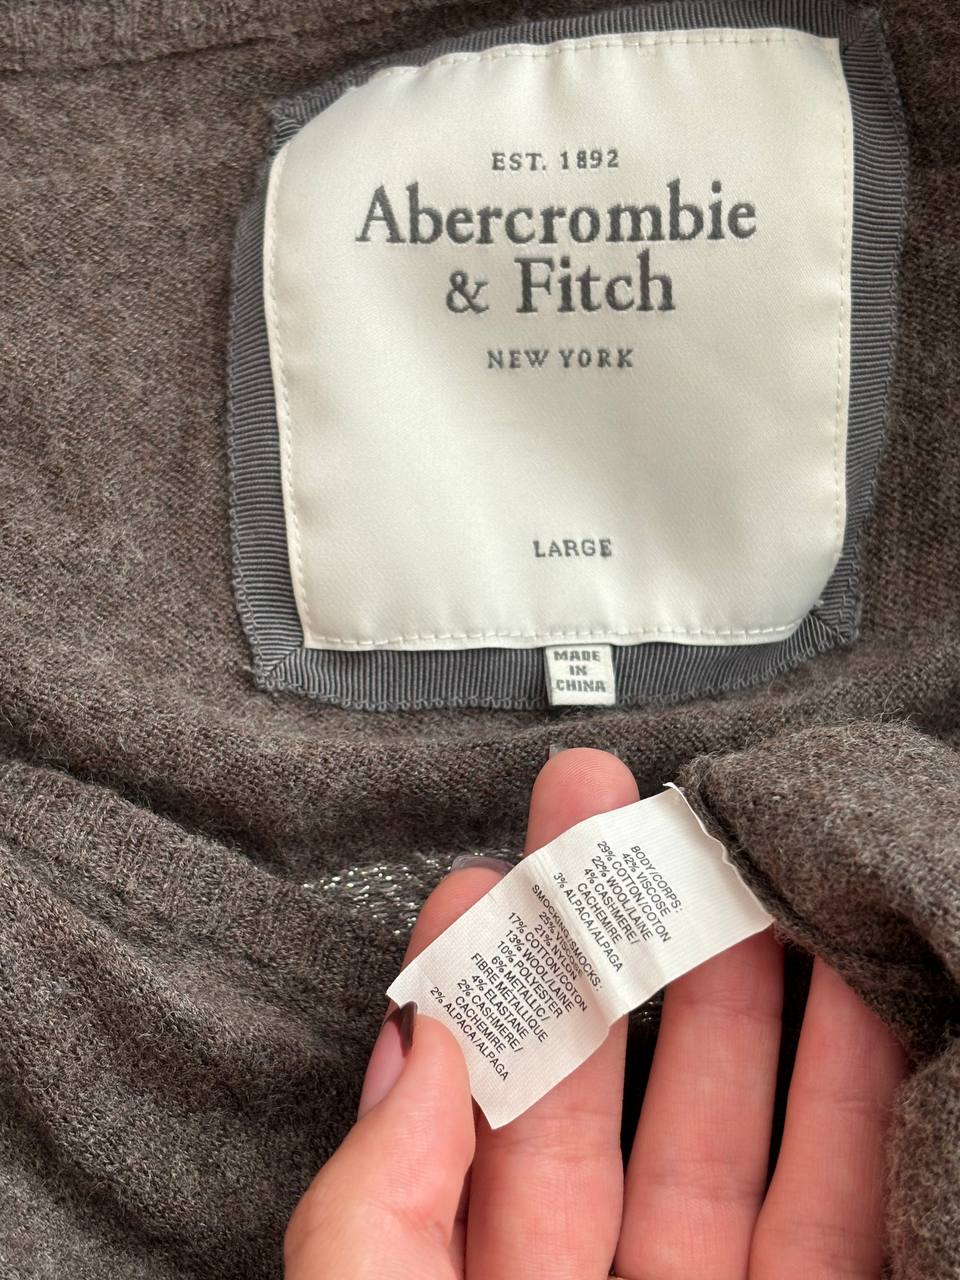 EST. 1892
Abercrombie
& Fitch
NEW YORK
LARGE
MADE
IN
CHINA
BODY/CORPS:
42% VISCOSE
29% COTTON/COTON
22% WOOL/LAINE
4% CASHMERE/
CACHEMIRE
3% ALPACA/ALPAGA
SMOCKING/SMOCKS:
25% VISCOSE
21% NYLON
17% COTTON/COTON
13% WOOL/LAINE
10% POLYESTER
6% METALLIC/
FIBRE METALLIQUE
4% ELASTANE
2% CASHMERE/
CACHEMIRE
2% ALPACA/ALPAGA